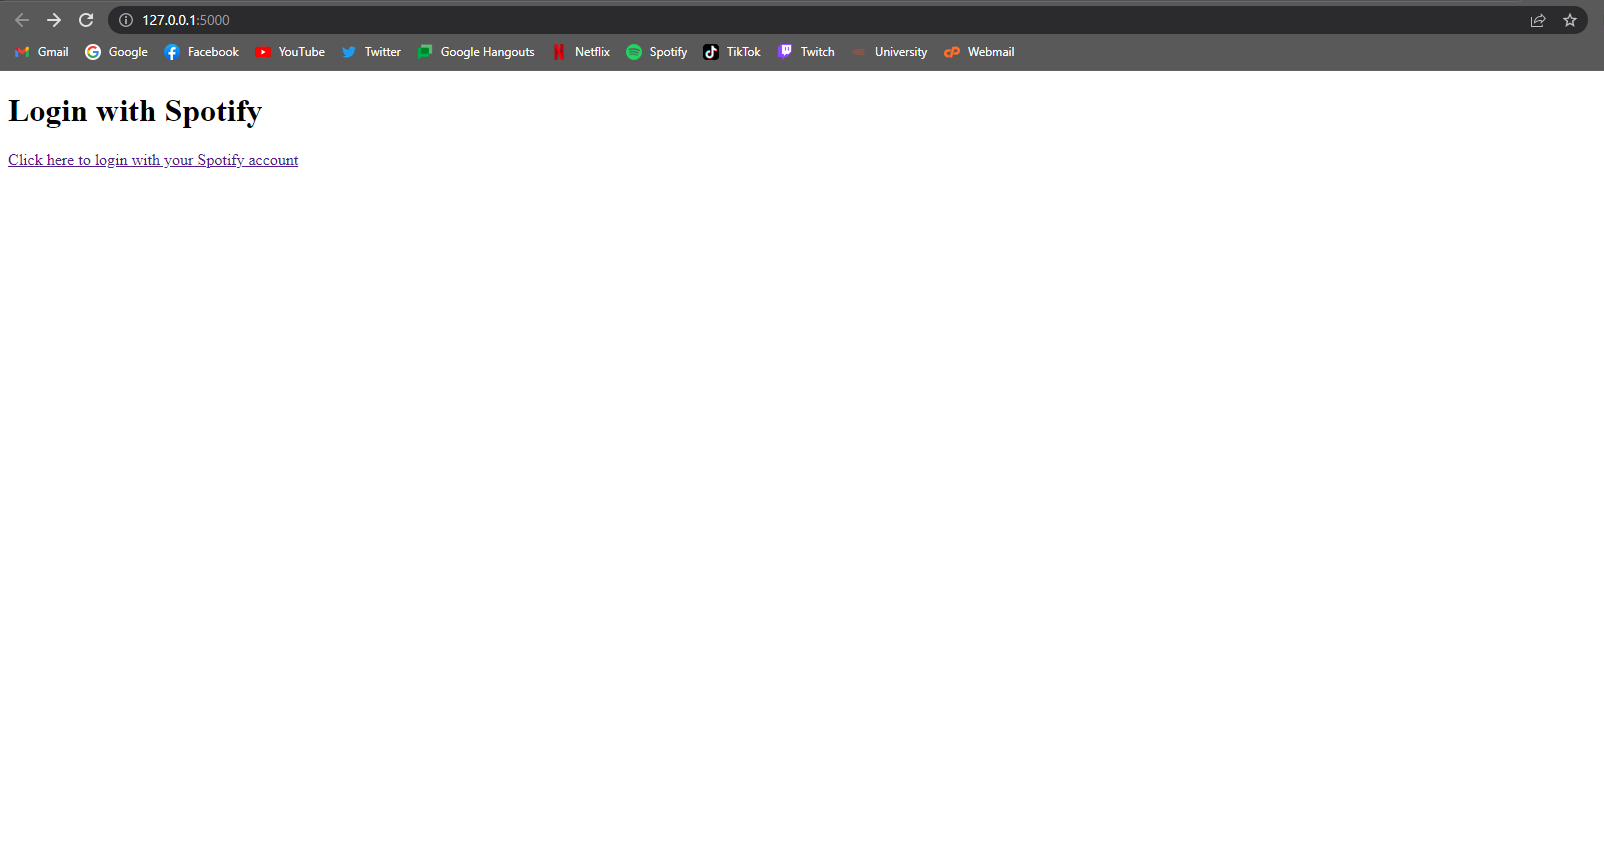 127.0.0.1:5000
Gmail Google Facebook YouTube Twitter Google Hangouts Netflix Spotify TikTok Twitch University Webmail
Login with Spotify
Click here to login with your Spotify account